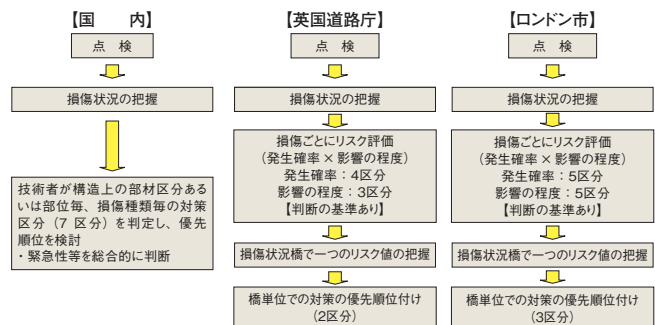 【国　　内】
点　検
損傷状況の把握
技術者が構造上の部材区分ある
いは部位毎、損傷種類毎の対策
区分（7 区分）を判定し、優先
順位を検討
・緊急性等を総合的に判断
【英国道路庁】
点　検
損傷状況の把握
損傷ごとにリスク評価
（発生確率 × 影響の程度）
発生確率：4区分
影響の程度：3区分
【判断の基準あり】
損傷状況橋で一つのリスク値の把握
橋単位での対策の優先順位付け
（2区分）
【ロンドン市】
点　検
損傷状況の把握
損傷ごとにリスク評価
（発生確率 × 影響の程度）
発生確率：5区分
影響の程度：5区分
【判断の基準あり】
損傷状況橋で一つのリスク値の把握
橋単位での対策の優先順位付け
（3区分）